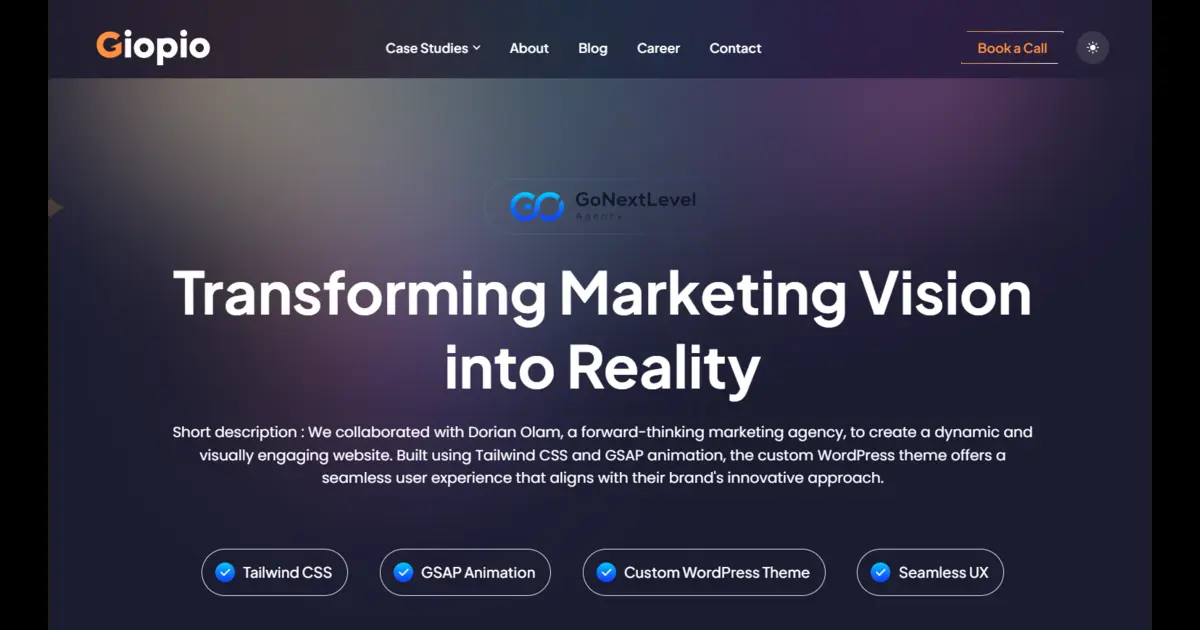 Giopio
Case Studies
About
Blog
Career
Contact
Book a Call
GoNextLevel
Agency
Transforming Marketing Vision
into Reality
Short description : We collaborated with Dorian Olam, a forward-thinking marketing agency, to create a dynamic and
visually engaging website. Built using Tailwind CSS and GSAP animation, the custom WordPress theme offers a
seamless user experience that aligns with their brand's innovative approach.
Tailwind CSS
GSAP Animation
Custom WordPress Theme
Seamless UX